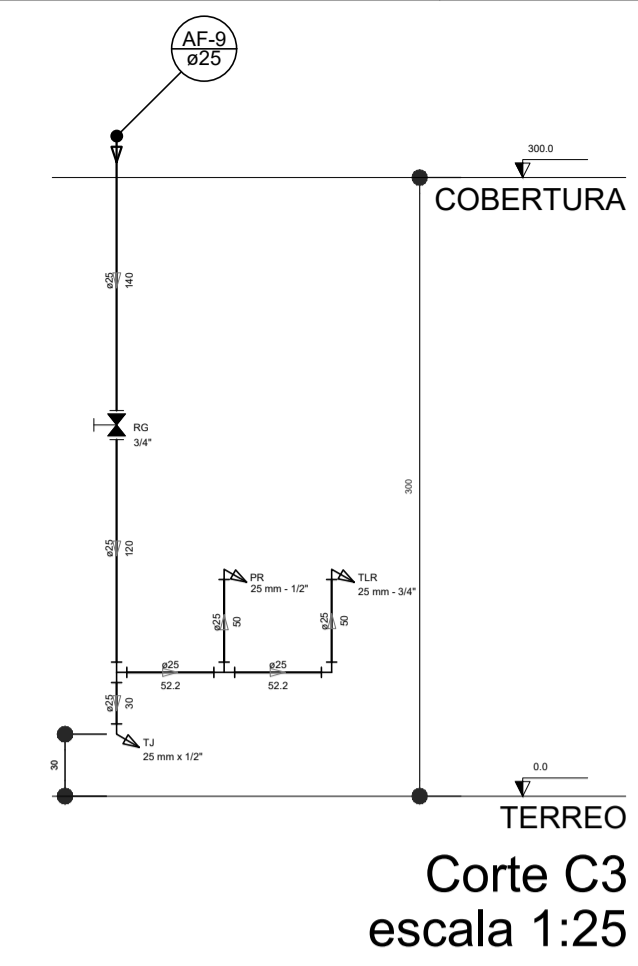 AF-9
ø25
300.0
COBERTURA
ø25
140
RG
3/4"
300
ø25
120
PR
25 mm - 1/2"
TLR
25 mm - 3/4"
ø25
50
ø25
50
ø25
52.2
ø25
52.2
ø25
30
TJ
25 mm x 1/2"
30
0.0
TERREO
Corte C3
escala 1:25